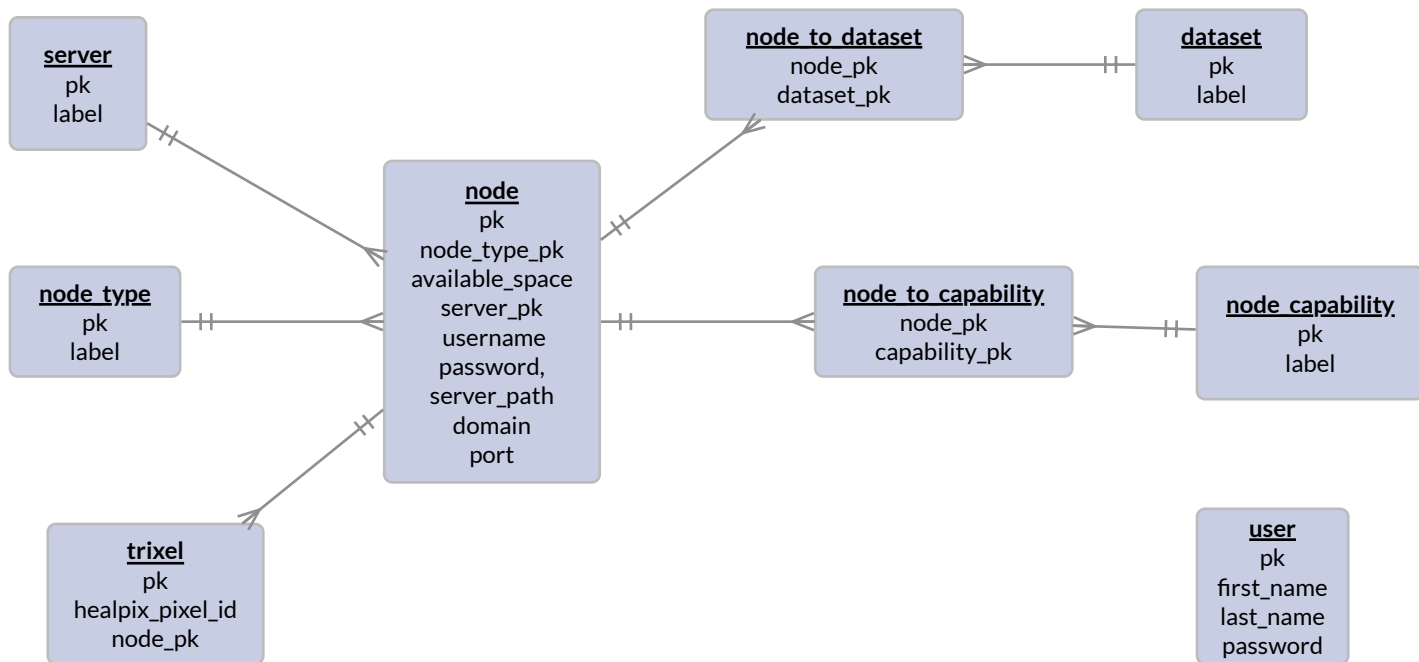 server
pk
label
node_to_dataset
node_pk
dataset_pk
dataset
pk
label
node
pk
node_type_pk
available_space
server_pk
username
password,
server_path
domain
port
node_type
pk
label
node_to_capability
node_pk
capability_pk
node_capability
pk
label
trixel
pk
healpix_pixel_id
node_pk
user
pk
first_name
last_name
password